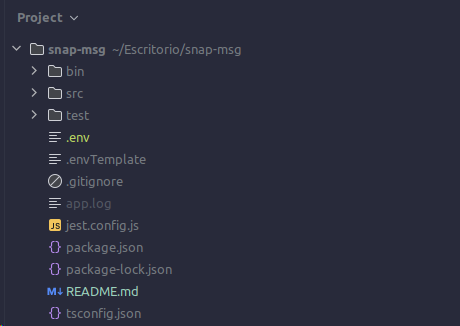 Project
snap-msg ~/Escritorio/snap-msg
bin
src
test
.env
.envTemplate
.gitignore
app.log
JS jest.config.js
{} package.json
{} package-lock.json
M↓ README.md
{} tsconfig.json